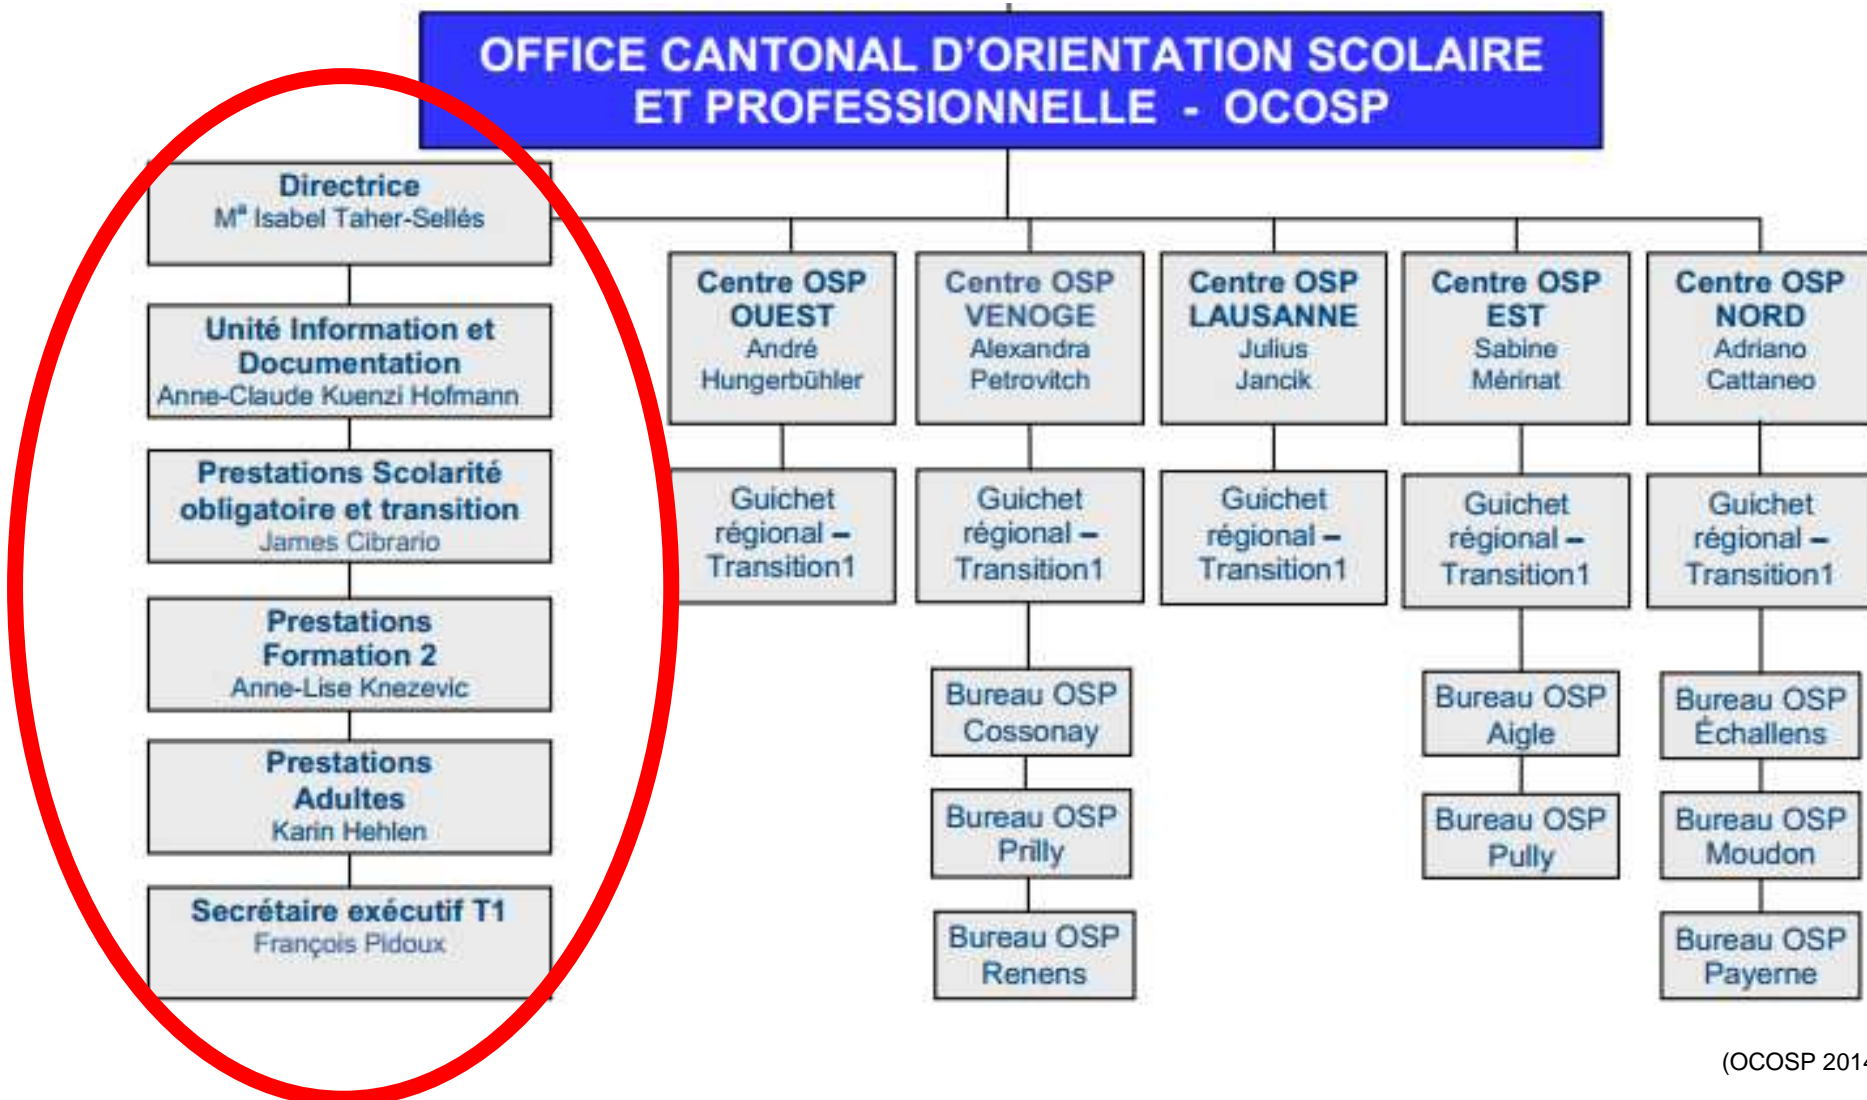 OFFICE CANTONAL D'ORIENTATION SCOLAIRE
ET PROFESSIONNELLE - OCOSP
Directrice
Mª Isabel Taher-Sellés
Unité Information et
Documentation
Anne-Claude Kuenzi Hofmann
Prestations Scolarité
obligatoire et transition
James Cibrario
Prestations
Formation 2
Anne-Lise Knezevic
Prestations
Adultes
Karin Hehlen
Secrétaire exécutif T1
François Pidoux
Centre OSP
OUEST
André
Hungerbühler
Guichet
régional –
Transition1
Centre OSP
VENOGE
Alexandra
Petrovitch
Guichet
régional –
Transition1
Bureau OSP
Cossonay
Bureau OSP
Prilly
Bureau OSP
Renens
Centre OSP
LAUSANNE
Julius
Jancik
Guichet
régional –
Transition1
Centre OSP
EST
Sabine
Mérinat
Guichet
régional –
Transition1
Bureau OSP
Aigle
Bureau OSP
Pully
Centre OSP
NORD
Adriano
Cattaneo
Guichet
régional –
Transition1
Bureau OSP
Échallens
Bureau OSP
Moudon
Bureau OSP
Payerne
(OCOSP 2014